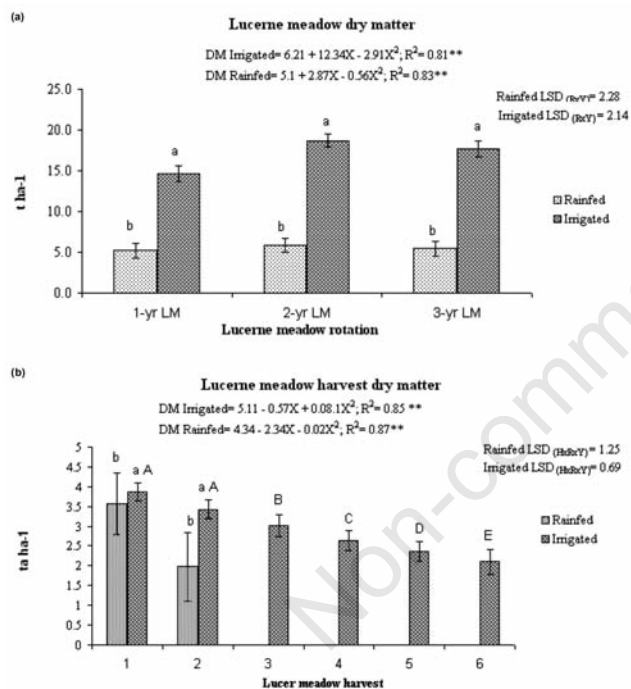 (a)
Lucerne meadow dry matter
DM Irrigated= 6.21 + 12.34X - 2.91X²; R²= 0.81**
DM Rainfed= 5.1 + 2.87X - 0.56X²; R²= 0.83**
Rainfed LSD (RxY)= 2.28
Irrigated LSD (RxY)= 2.14
t ha-1
25.0
20.0
15.0
10.0
5.0
0.0
b a b a b a
Rainfed
Irrigated
1-yr LM 2-yr LM 3-yr LM
Lucerne meadow rotation
(b)
Lucerne meadow harvest dry matter
DM Irrigated= 5.11 - 0.57X + 0.08.1X²; R²= 0.85 **
DM Rainfed= 4.34 - 2.34X - 0.02X²; R²= 0.87**
Rainfed LSD (HxRxY)= 1.25
Irrigated LSD (HxRxY)= 0.69
ta ha-1
5
4.5
4
3.5
3
2.5
2
1.5
1
0.5
0
b a A b a A B C D E
Rainfed
Irrigated
1 2 3 4 5 6
Lucer meadow harvest
Non-comm